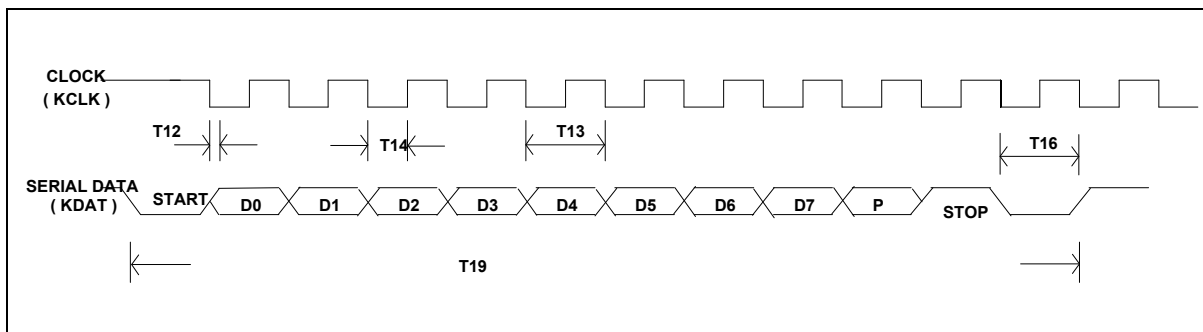 CLOCK
( KCLK )
T12
T14
T13
T16
SERIAL DATA
( KDAT )
START
D0
D1
D2
D3
D4
D5
D6
D7
P
STOP
T19